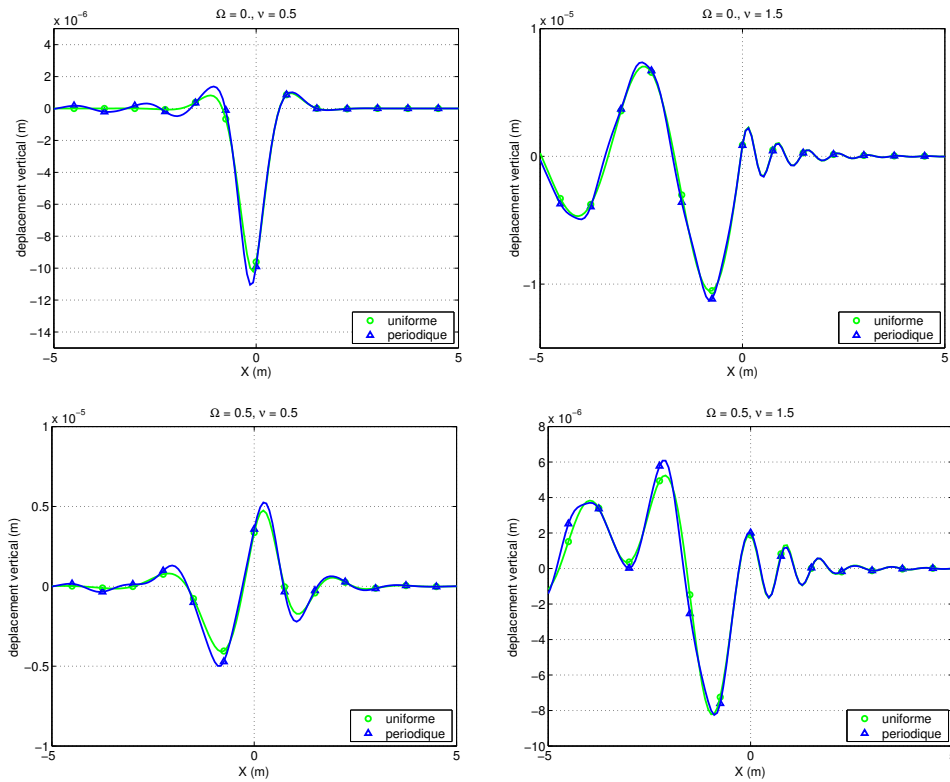 x 10⁻⁶
Ω = 0., ν = 0.5
4
2
0
−2
−4
−6
−8
−10
−12
−14
deplacement vertical (m)
−5
0
5
X (m)
uniforme
periodique
x 10⁻⁵
Ω = 0., ν = 1.5
1
0
−1
deplacement vertical (m)
−5
0
5
X (m)
uniforme
periodique
x 10⁻⁵
Ω = 0.5, ν = 0.5
1
0.5
0
−0.5
−1
deplacement vertical (m)
−5
0
5
X (m)
uniforme
periodique
x 10⁻⁶
Ω = 0.5, ν = 1.5
8
6
4
2
0
−2
−4
−6
−8
−10
deplacement vertical (m)
−5
0
X (m)
uniforme
periodique